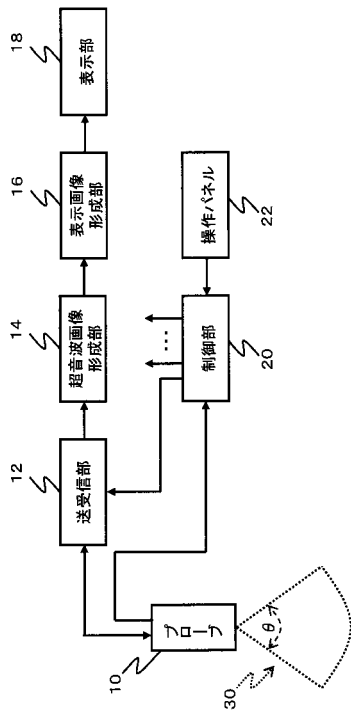 10
プローブ
12
送受信部
14
超音波画像
形成部
16
表示画像
形成部
18
表示部
20
制御部
…
22
操作パネル
30
θ